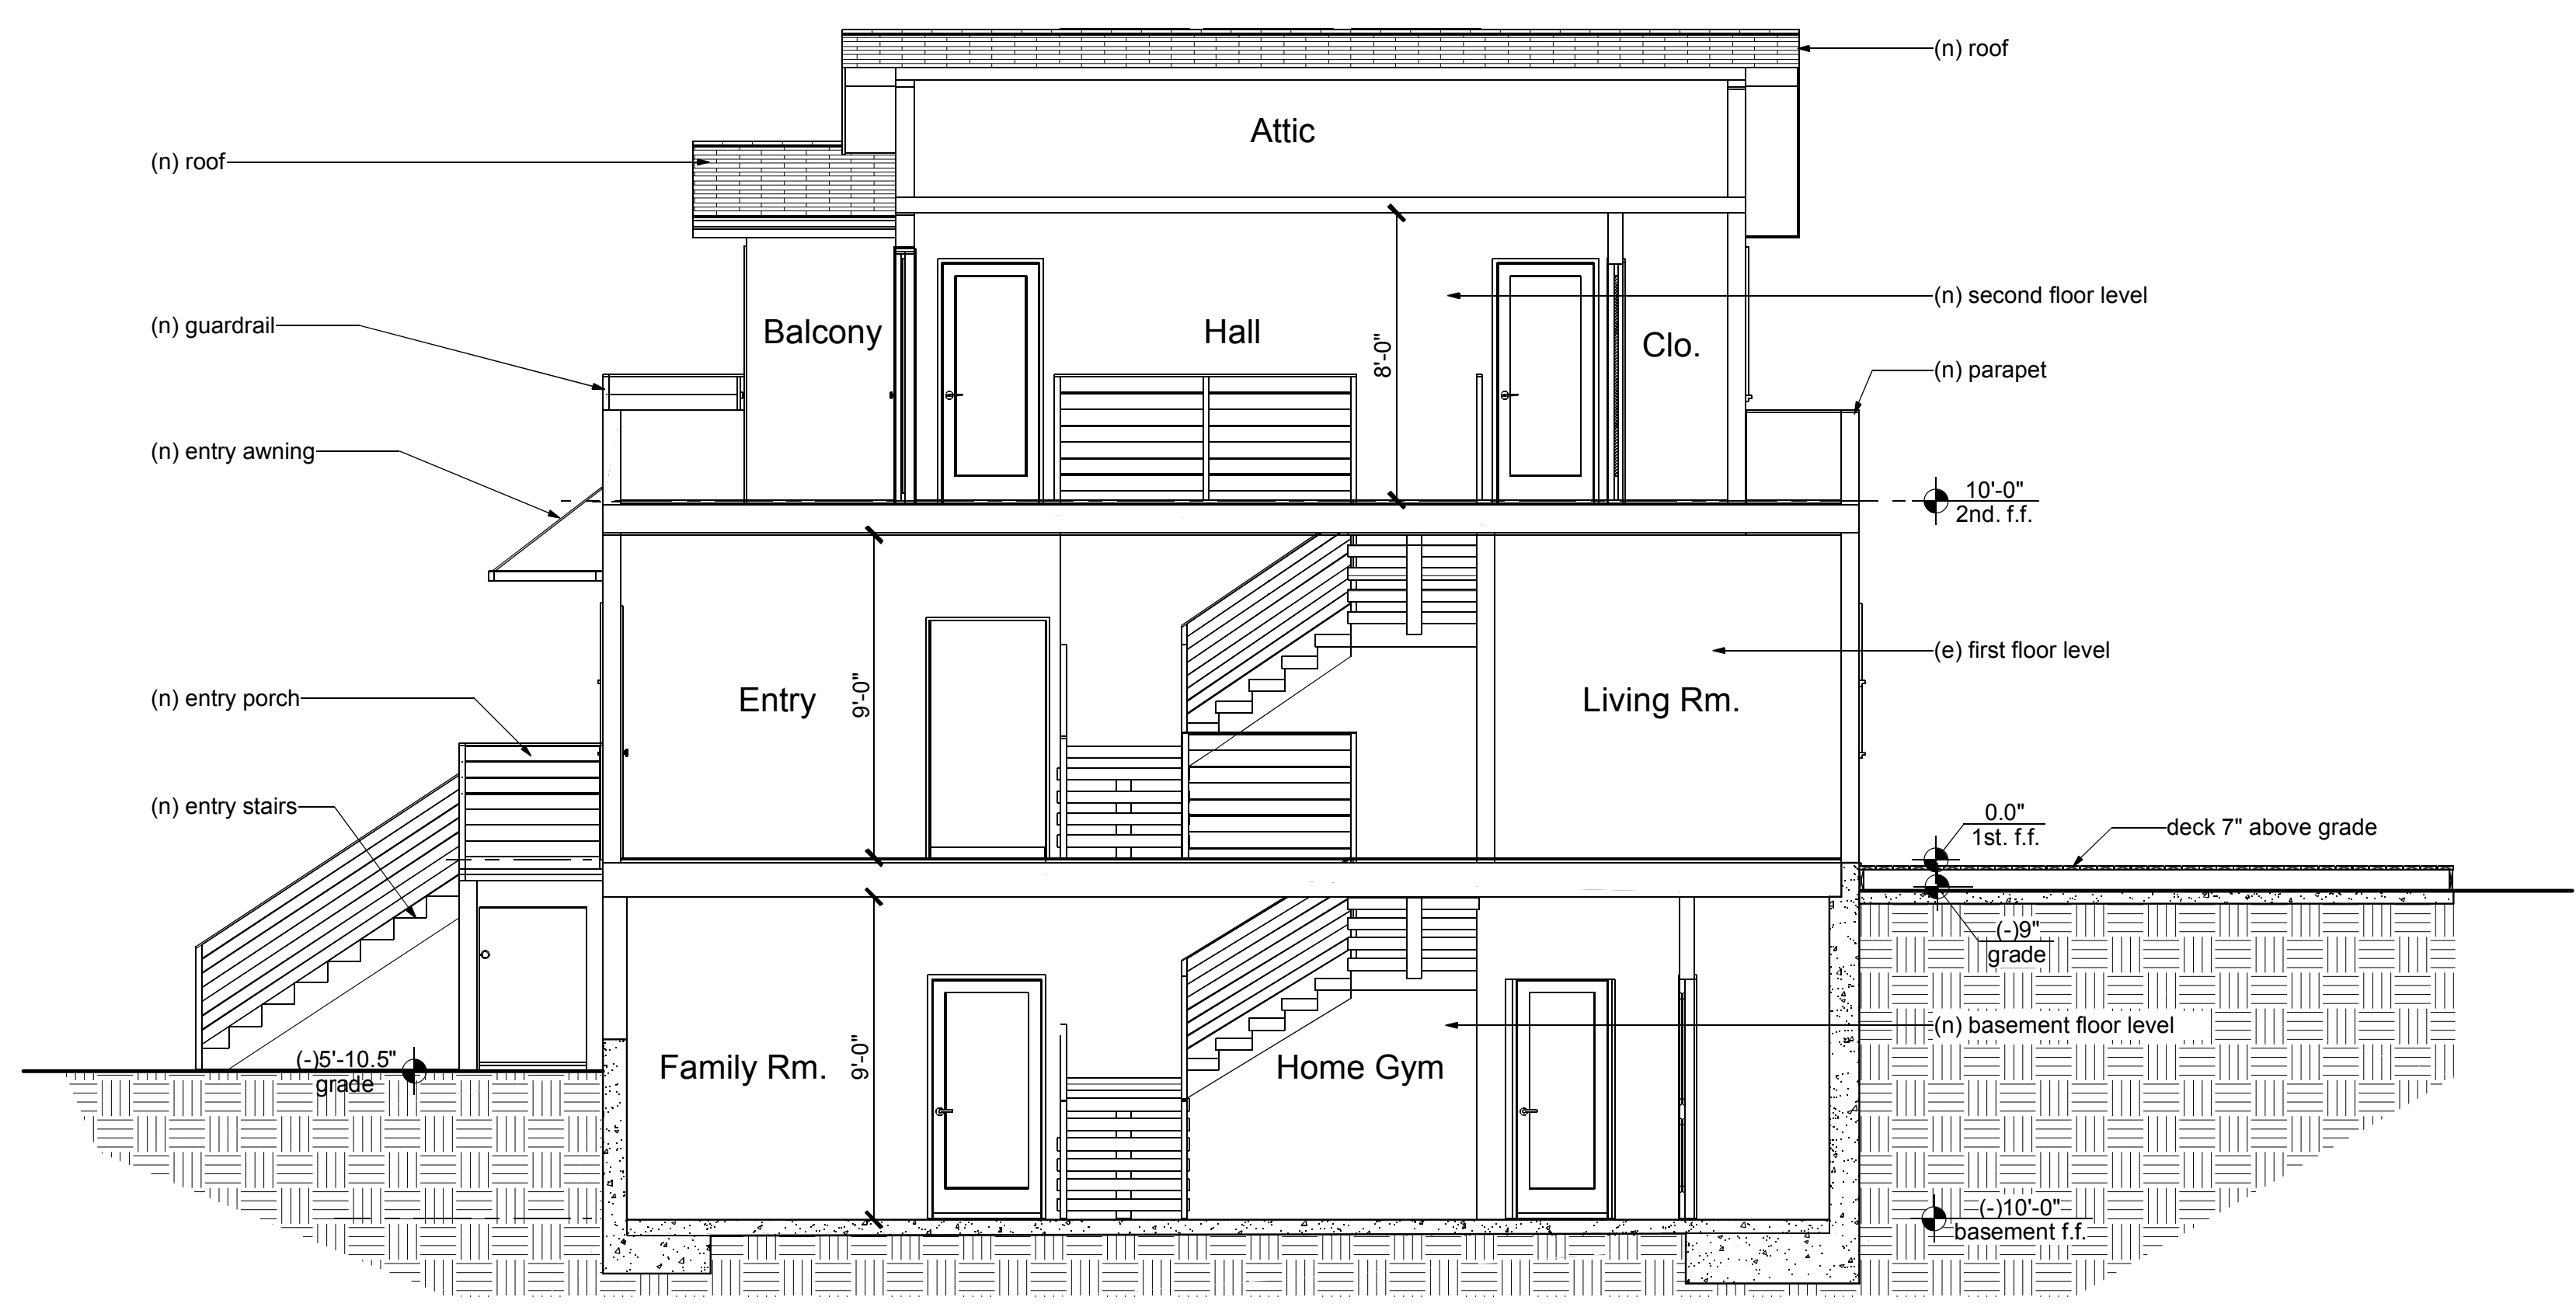 (n) roof
Attic
(n) roof
(n) second floor level
(n) guardrail
Balcony
Hall
8'-0"
Clo.
(n) parapet
(n) entry awning
10'-0"
2nd. f.f.
(e) first floor level
(n) entry porch
Entry
9'-0"
Living Rm.
(n) entry stairs
0.0"
1st. f.f.
deck 7" above grade
(-)9"
grade
(n) basement floor level
(-)5'-10.5"
grade
Family Rm.
9'-0"
Home Gym
(-)10'-0"
basement f.f.